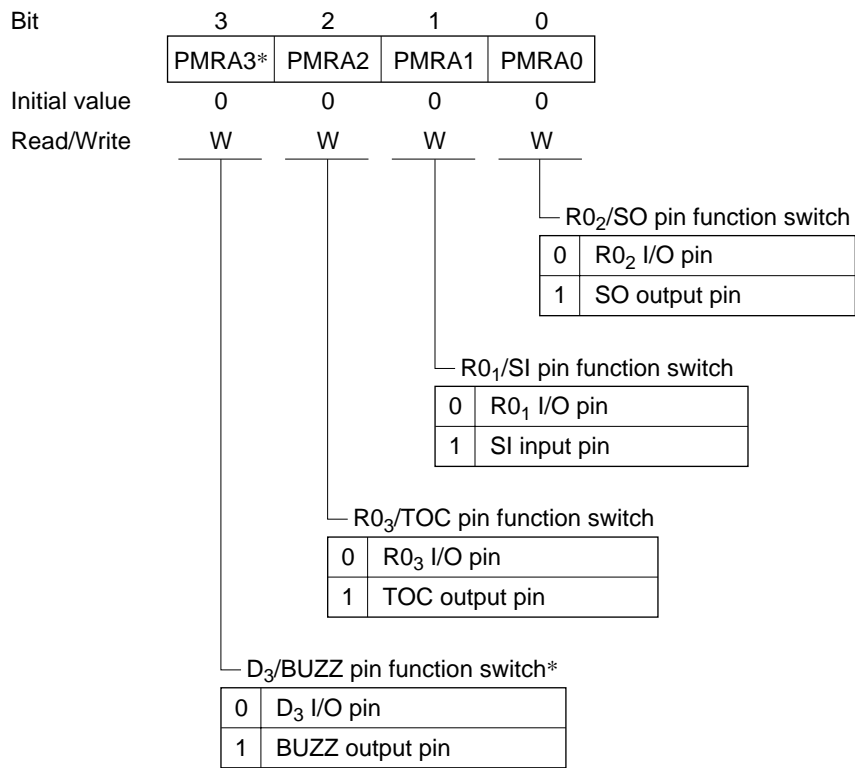 Bit 3 2 1 0
PMRA3* PMRA2 PMRA1 PMRA0
Initial value 0 0 0 0
Read/Write W W W W
R0₂/SO pin function switch
0 R0₂ I/O pin
1 SO output pin
R0₁/SI pin function switch
0 R0₁ I/O pin
1 SI input pin
R0₃/TOC pin function switch
0 R0₃ I/O pin
1 TOC output pin
D₃/BUZZ pin function switch*
0 D₃ I/O pin
1 BUZZ output pin